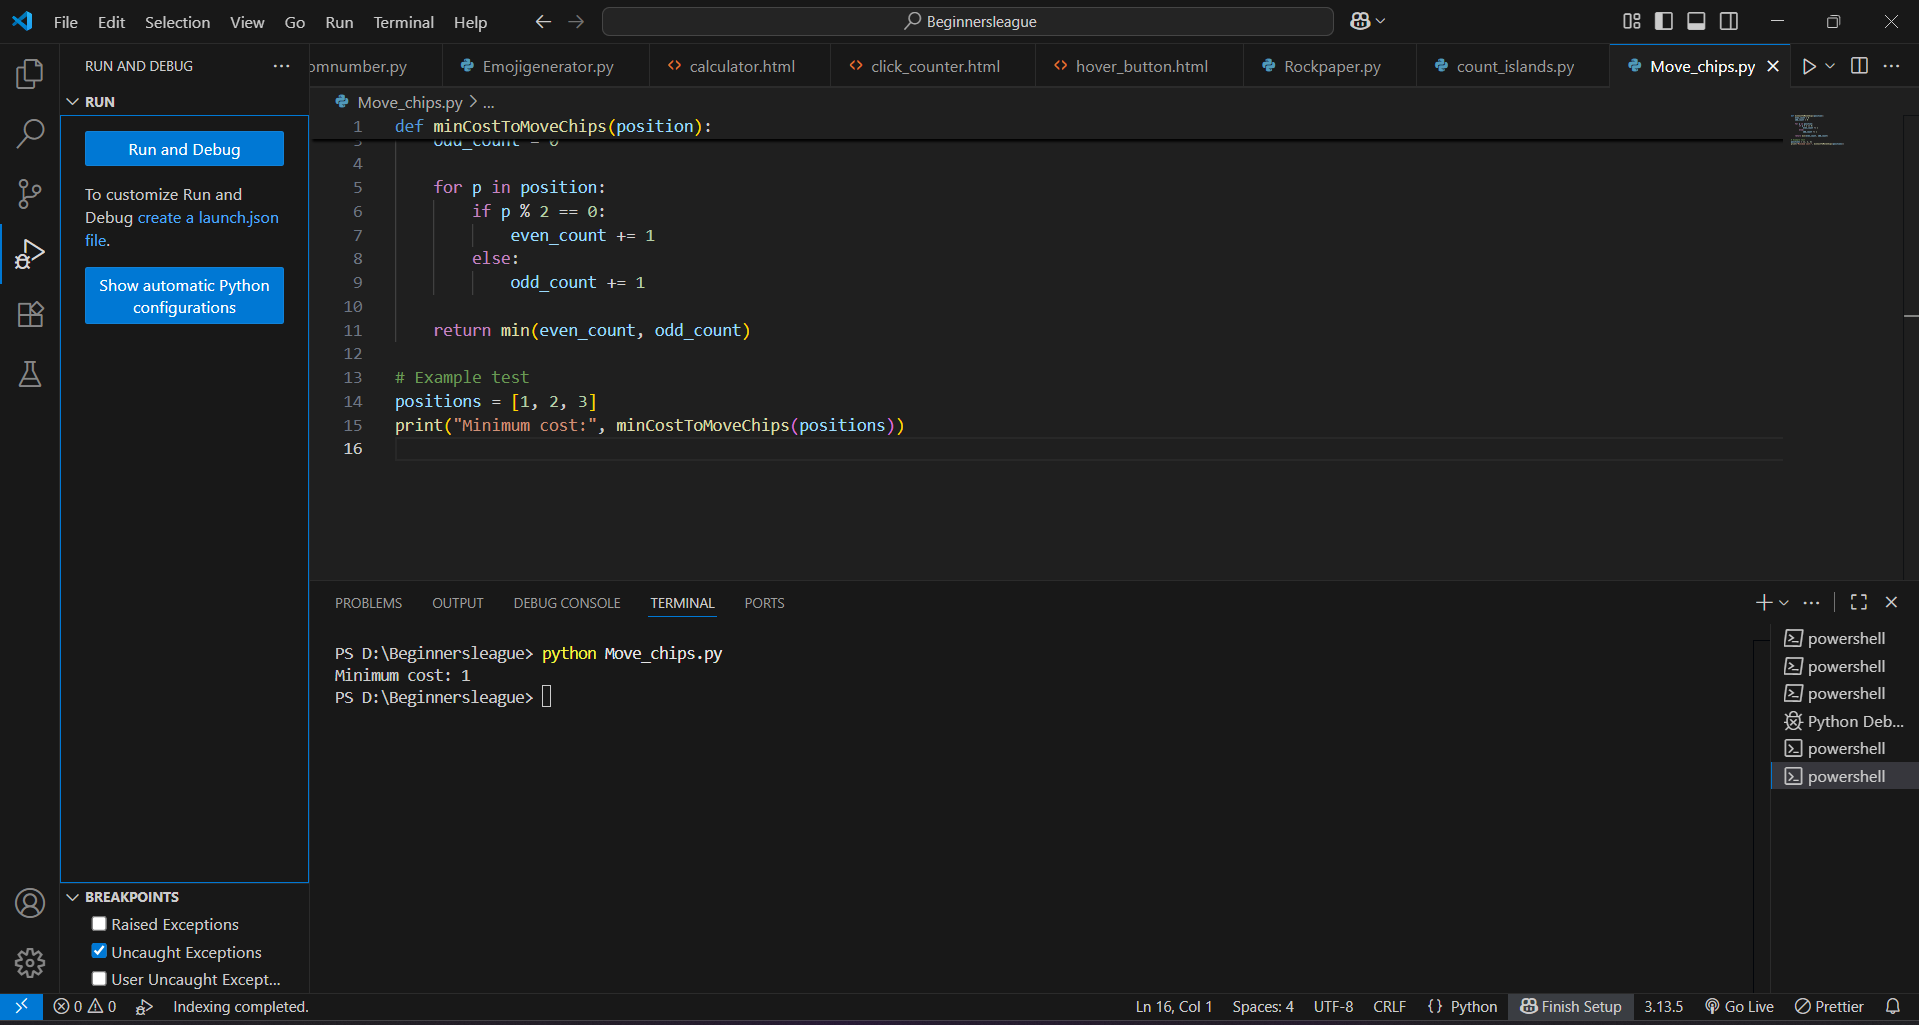 File Edit Selection View Go Run Terminal Help
Beginnersleague
RUN AND DEBUG
omnumber.py Emojigenerator.py calculator.html click_counter.html hover_button.html Rockpaper.py count_islands.py Move_chips.py
RUN
Run and Debug
To customize Run and
Debug create a launch.json
file.
Show automatic Python
configurations
Move_chips.py > ...
1 def minCostToMoveChips(position):
3 odd_count = 0
4
5 for p in position:
6 if p % 2 == 0:
7 even_count += 1
8 else:
9 odd_count += 1
10
11 return min(even_count, odd_count)
12
13 # Example test
14 positions = [1, 2, 3]
15 print("Minimum cost:", minCostToMoveChips(positions))
16
PROBLEMS OUTPUT DEBUG CONSOLE TERMINAL PORTS
PS D:\Beginnersleague> python Move_chips.py
Minimum cost: 1
PS D:\Beginnersleague>
powershell
powershell
powershell
Python Deb...
powershell
powershell
BREAKPOINTS
Raised Exceptions
Uncaught Exceptions
User Uncaught Except...
0 0 Indexing completed. Ln 16, Col 1 Spaces: 4 UTF-8 CRLF {} Python Finish Setup 3.13.5 Go Live Prettier